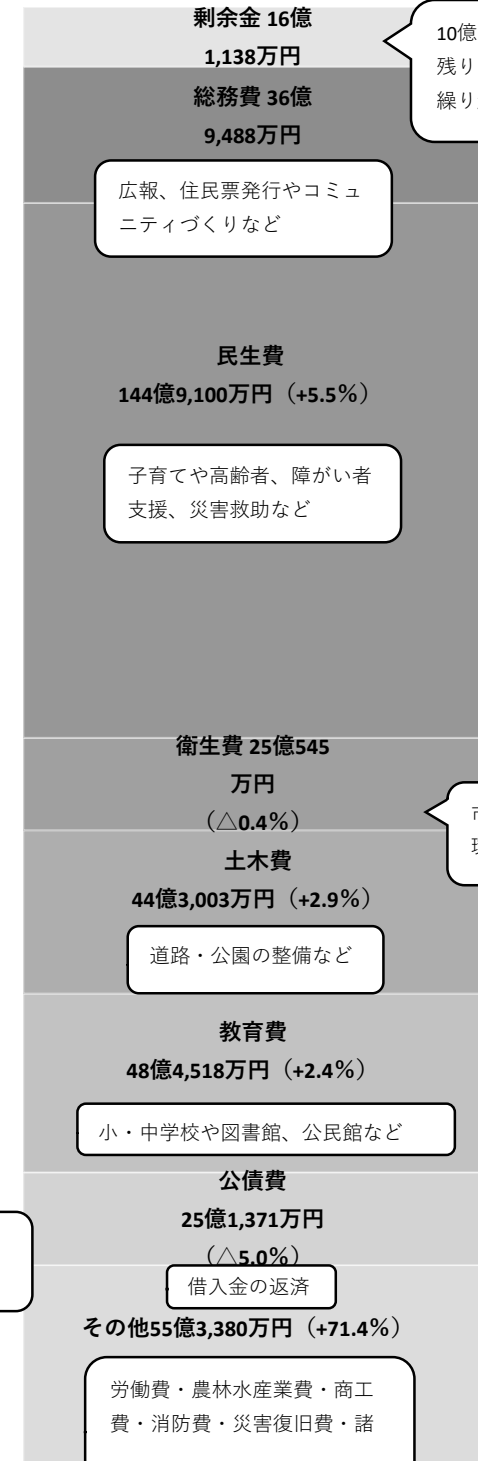 剰余金 16億
1,138万円
10億
残り
繰り
総務費 36億
9,488万円
広報、住民票発行やコミュ
ニティづくりなど
民生費
144億9,100万円（+5.5%）
子育てや高齢者、障がい者
支援、災害救助など
衛生費 25億545
万円
（△0.4%）
土木費
44億3,003万円（+2.9%）
道路・公園の整備など
教育費
48億4,518万円（+2.4%）
小・中学校や図書館、公民館など
公債費
25億1,371万円
（△5.0%）
借入金の返済
その他55億3,380万円（+71.4%）
労働費・農林水産業費・商工
費・消防費・災害復旧費・諸